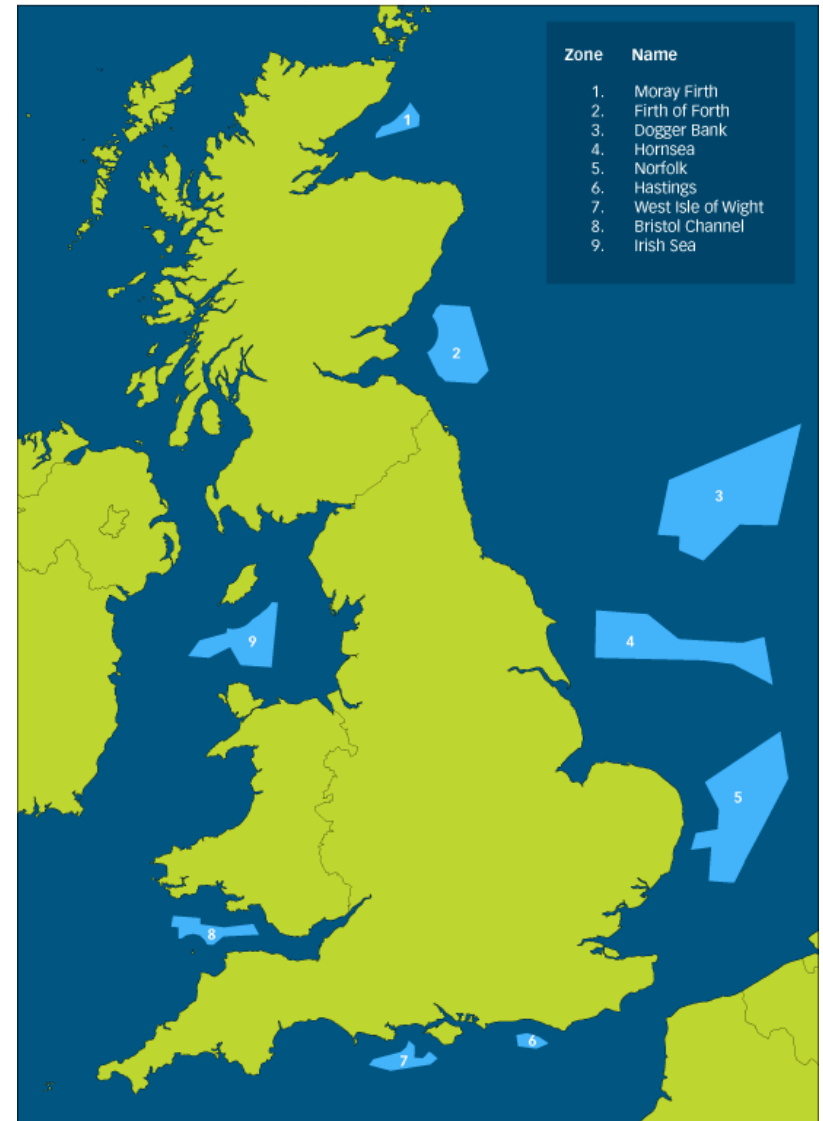 Zone Name
1. Moray Firth
2. Firth of Forth
3. Dogger Bank
4. Hornsea
5. Norfolk
6. Hastings
7. West Isle of Wight
8. Bristol Channel
9. Irish Sea
1
2
3
4
9
5
8
6
7